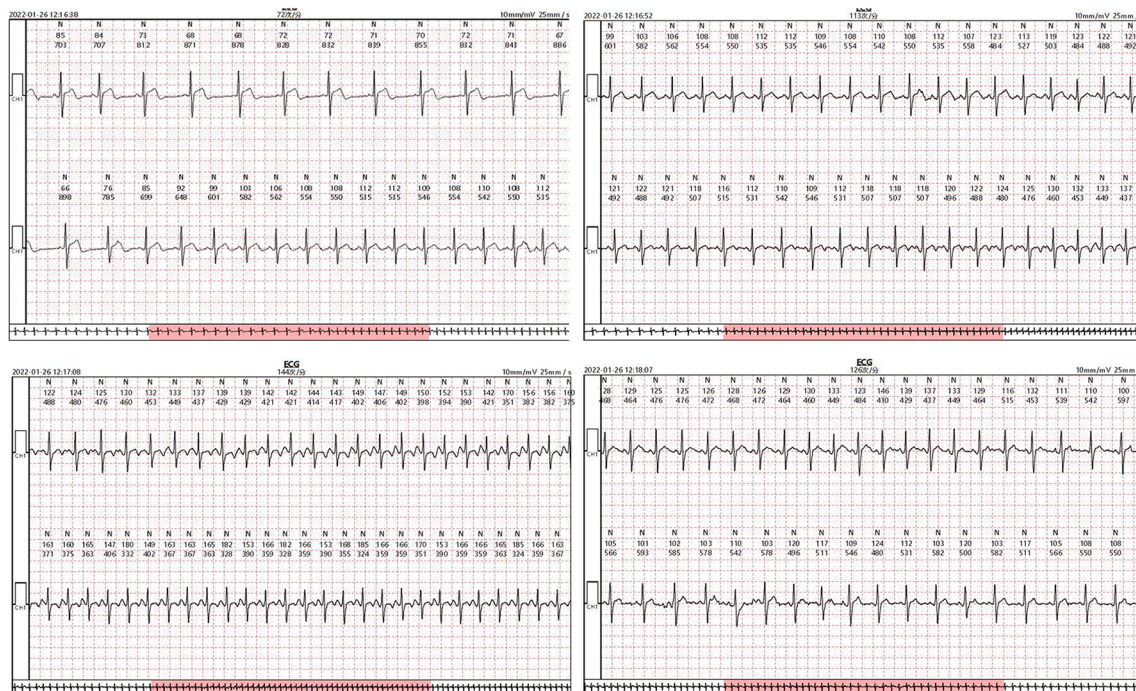 2022-01-26 12:16:38 72次/分 10mm/mV 25mm / s
N N N N N N N N N N N N
85 84 73 68 68 72 72 71 70 72 71 67
703 707 812 871 878 828 832 839 855 832 843 886
CH1
N N N N N N N N N N N N N N N N
66 76 85 92 99 103 106 108 108 112 112 109 108 110 108 112
898 785 699 648 601 582 562 554 550 535 535 546 554 542 550 535
CH1
2022-01-26 12:16:52 113次/分 10mm/mV 25mm
N N N N N N N N N N N N N N N N N N N
99 103 106 108 108 112 112 109 108 110 108 112 107 123 113 119 123 122 121
601 582 562 554 550 535 535 546 554 542 550 535 558 484 527 503 484 488 492
CH1
N N N N N N N N N N N N N N N N N N N N
121 122 121 118 116 112 110 109 112 118 118 118 120 122 124 125 130 132 133 137
492 488 492 507 515 531 542 546 531 507 507 507 496 488 480 476 460 453 449 437
CH1
ECG
2022-01-26 12:17:08 144次/分 10mm/mV 25mm / s
N N N N N N N N N N N N N N N N N N N N N N N
122 124 125 130 132 133 137 139 139 142 142 144 143 149 147 149 150 152 153 142 170 156 156 160
488 480 476 460 453 449 437 429 429 421 421 414 417 402 406 402 398 394 390 421 351 382 382 375
CH1
N N N N N N N N N N N N N N N N N N N N N N N N N N
161 160 165 147 180 149 163 163 165 182 153 166 182 166 153 168 185 166 166 170 153 166 165 185 166 163
371 375 363 406 332 402 367 367 363 328 390 359 328 359 390 355 324 359 359 351 390 359 363 324 359 367
CH1
ECG
2022-01-26 12:18:07 126次/分 10mm/mV 25mm
N N N N N N N N N N N N N N N N N N N N N
28 129 125 125 126 128 126 129 130 133 123 146 139 137 133 129 116 132 111 110 100
468 464 476 476 472 468 472 464 460 449 484 410 429 437 449 464 515 453 539 542 597
CH1
N N N N N N N N N N N N N N N N N N
105 101 102 103 110 103 120 117 109 124 112 103 120 103 117 105 108 108
566 593 585 578 542 578 496 511 546 480 531 582 500 582 511 566 550 550
CH1